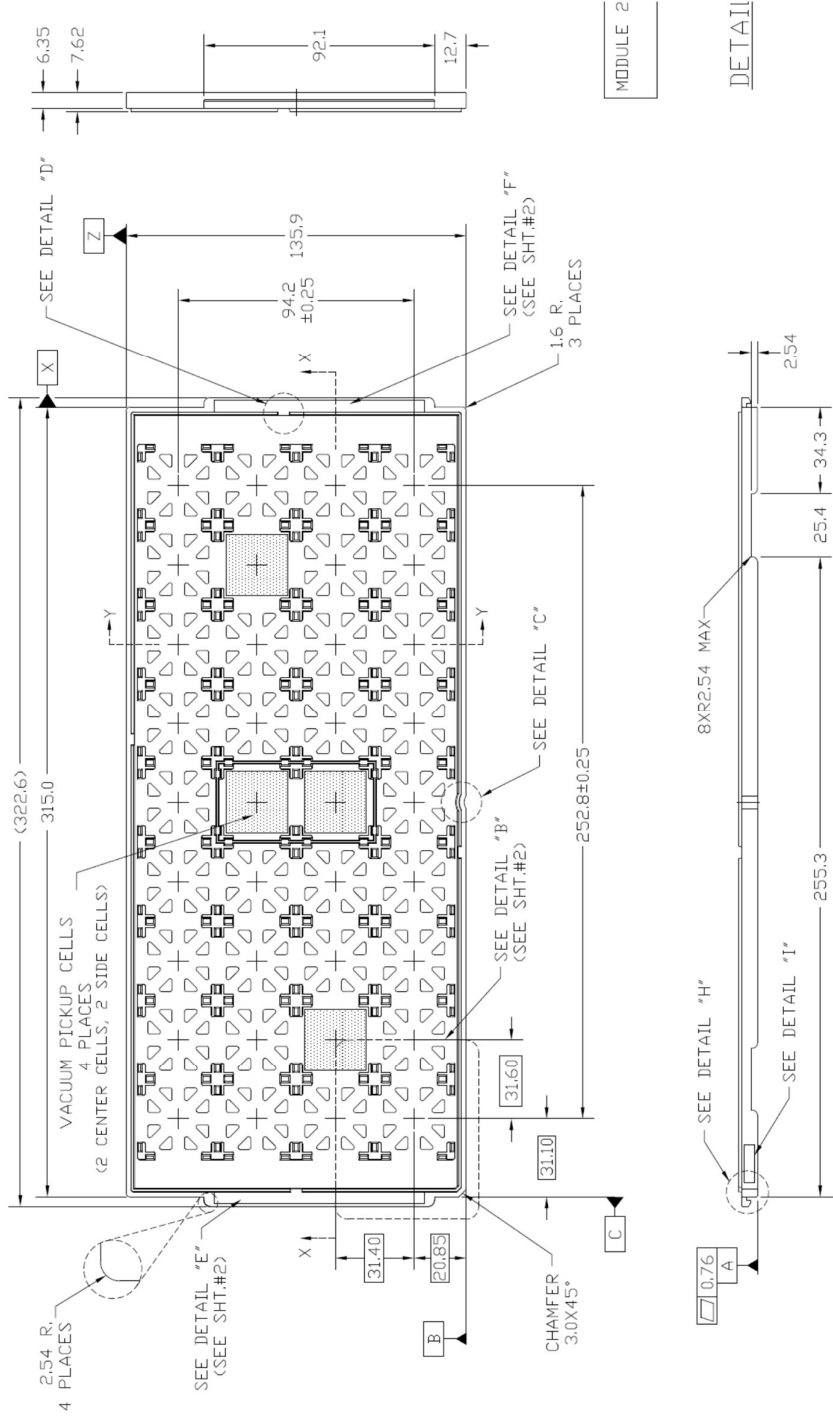 2.54 R.
4 PLACES
(322.6)
315.0
VACUUM PICKUP CELLS
4 PLACES
(2 CENTER CELLS, 2 SIDE CELLS)
X
SEE DETAIL "D"
Z
6.35
7.62
92.1
12.7
135.9
94.2
±0.25
X
Y
Y
SEE DETAIL "F"
(SEE SHT.#2)
1.6 R.
3 PLACES
SEE DETAIL "E"
(SEE SHT.#2)
X
31.40
20.85
B
CHAMFER
3.0X45°
C
31.10
31.60
SEE DETAIL "B"
(SEE SHT.#2)
SEE DETAIL "C"
252.8±0.25
MODULE 2
DETAIL
SEE DETAIL "H"
SEE DETAIL "I"
8XR2.54 MAX
0.76
A
255.3
25.4
34.3
2.54